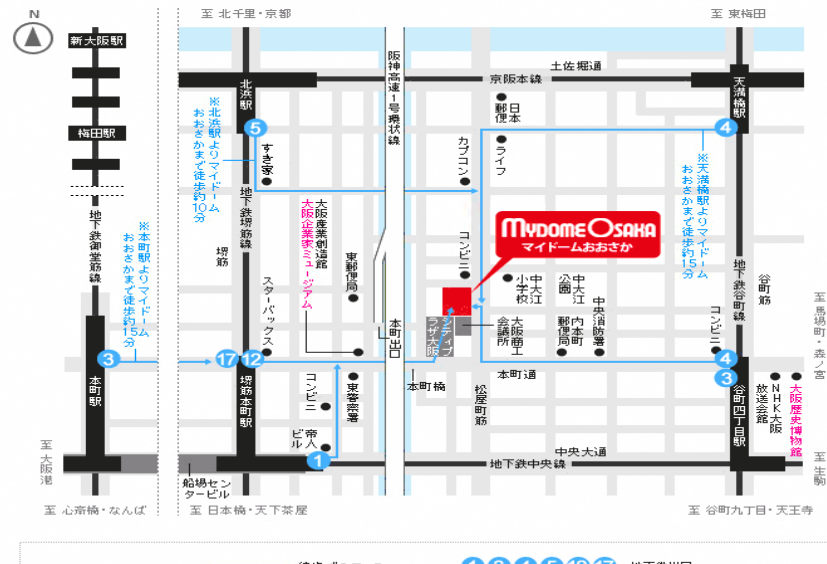 N
至 北千里・京都
至 東梅田
新大阪駅
梅田駅
地下鉄御堂筋線
本町駅
至 大阪港
至 心斎橋・なんば
※本町駅よりマイドーム
おおさかまで徒歩約15分
3
17
12
北浜駅
5
※北浜駅よりマイドーム
おおさかまで徒歩約10分
すき家
地下鉄堺筋線
堺筋
スターバックス
堺筋本町駅
船場セン
タービル
至 日本橋・天下茶屋
大阪産業創造館
大阪企業家ミュージアム
東郵便局
コンビニ
東警察署
帝人
ビル
1
阪神高速1号環状線
本町出口
本町橋
土佐堀通
京阪本線
日本
郵便
ライフ
カプコン
コンビニ
MYDOME OSAKA
マイドームおおさか
シティプ
ラザ大阪
大阪商工
会議所
中大江
小学校
中大江
公園
内本町
郵便局
中央消防署
松屋町筋
本町通
中央大通
地下鉄中央線
天満橋駅
4
※天満橋駅よりマイドーム
おおさかまで徒歩約15分
地下鉄谷町線
谷町筋
コンビニ
4
3
谷町四丁目駅
NHK大阪
放送会館
大阪歴史博物館
至 馬場町・森ノ宮
至 生駒
至 谷町九丁目・天王寺
1 3 4 5 12 17